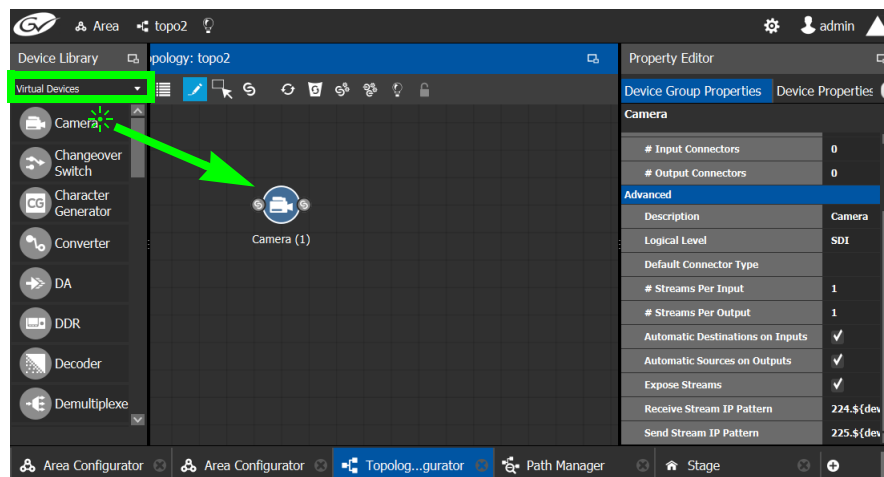 GV Area topo2 admin
Device Library
opology: topo2
Property Editor
Virtual Devices
Camera
Changeover
Switch
CG Character
Generator
Converter
DA
DDR
Decoder
Demultiplexe
Camera (1)
Device Group Properties Device Properties
Camera
# Input Connectors 0
# Output Connectors 0
Advanced
Description Camera
Logical Level SDI
Default Connector Type
# Streams Per Input 1
# Streams Per Output 1
Automatic Destinations on Inputs
Automatic Sources on Outputs
Expose Streams
Receive Stream IP Pattern 224.${dev
Send Stream IP Pattern 225.${dev
Area Configurator Area Configurator Topolog...gurator Path Manager Stage